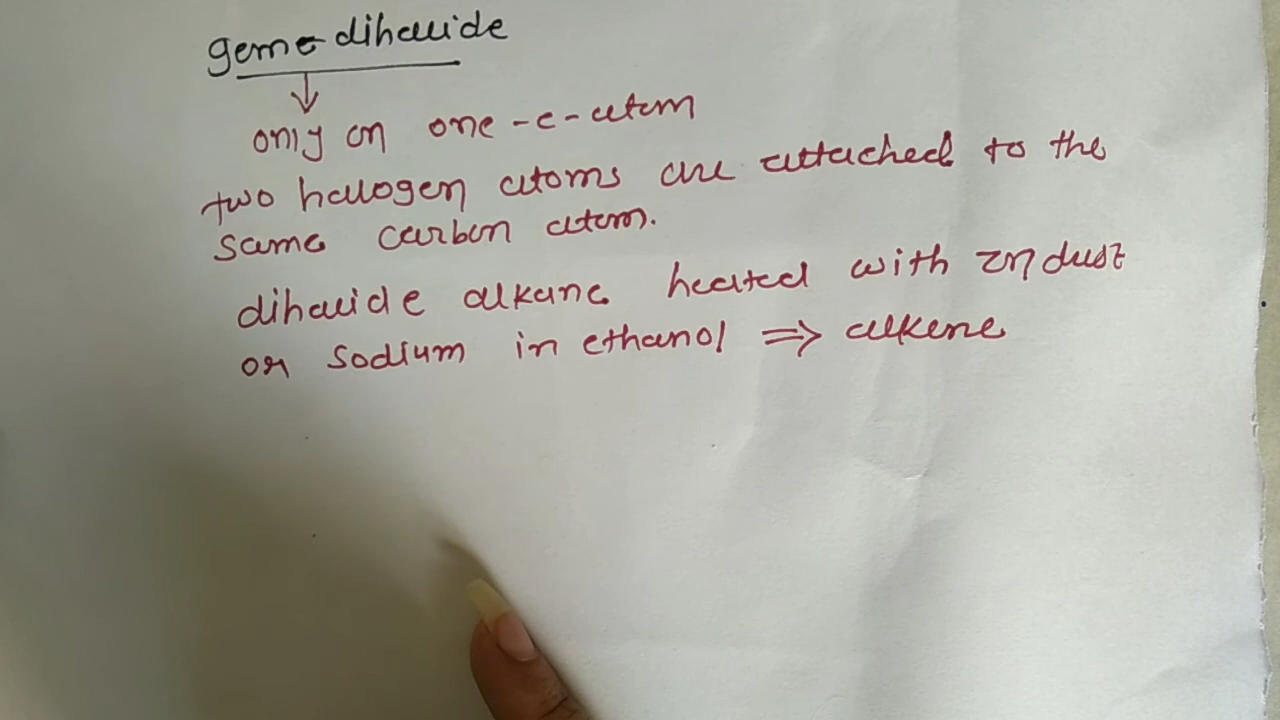 geme dihalide
only on one-c-atom
two halogen atoms are attached to the
same carbon atom.
dihalide alkane heated with zn dust
or sodium in ethanol ⇒ alkene